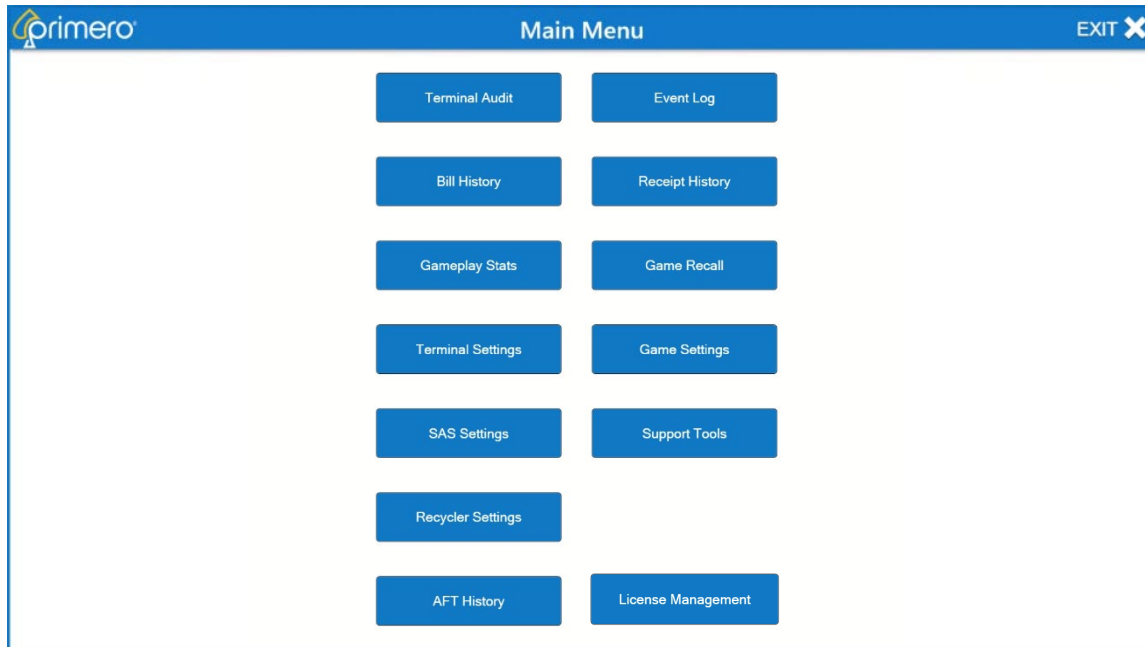 primero
Main Menu
EXIT
Terminal Audit
Event Log
Bill History
Receipt History
Gameplay Stats
Game Recall
Terminal Settings
Game Settings
SAS Settings
Support Tools
Recycler Settings
AFT History
License Management